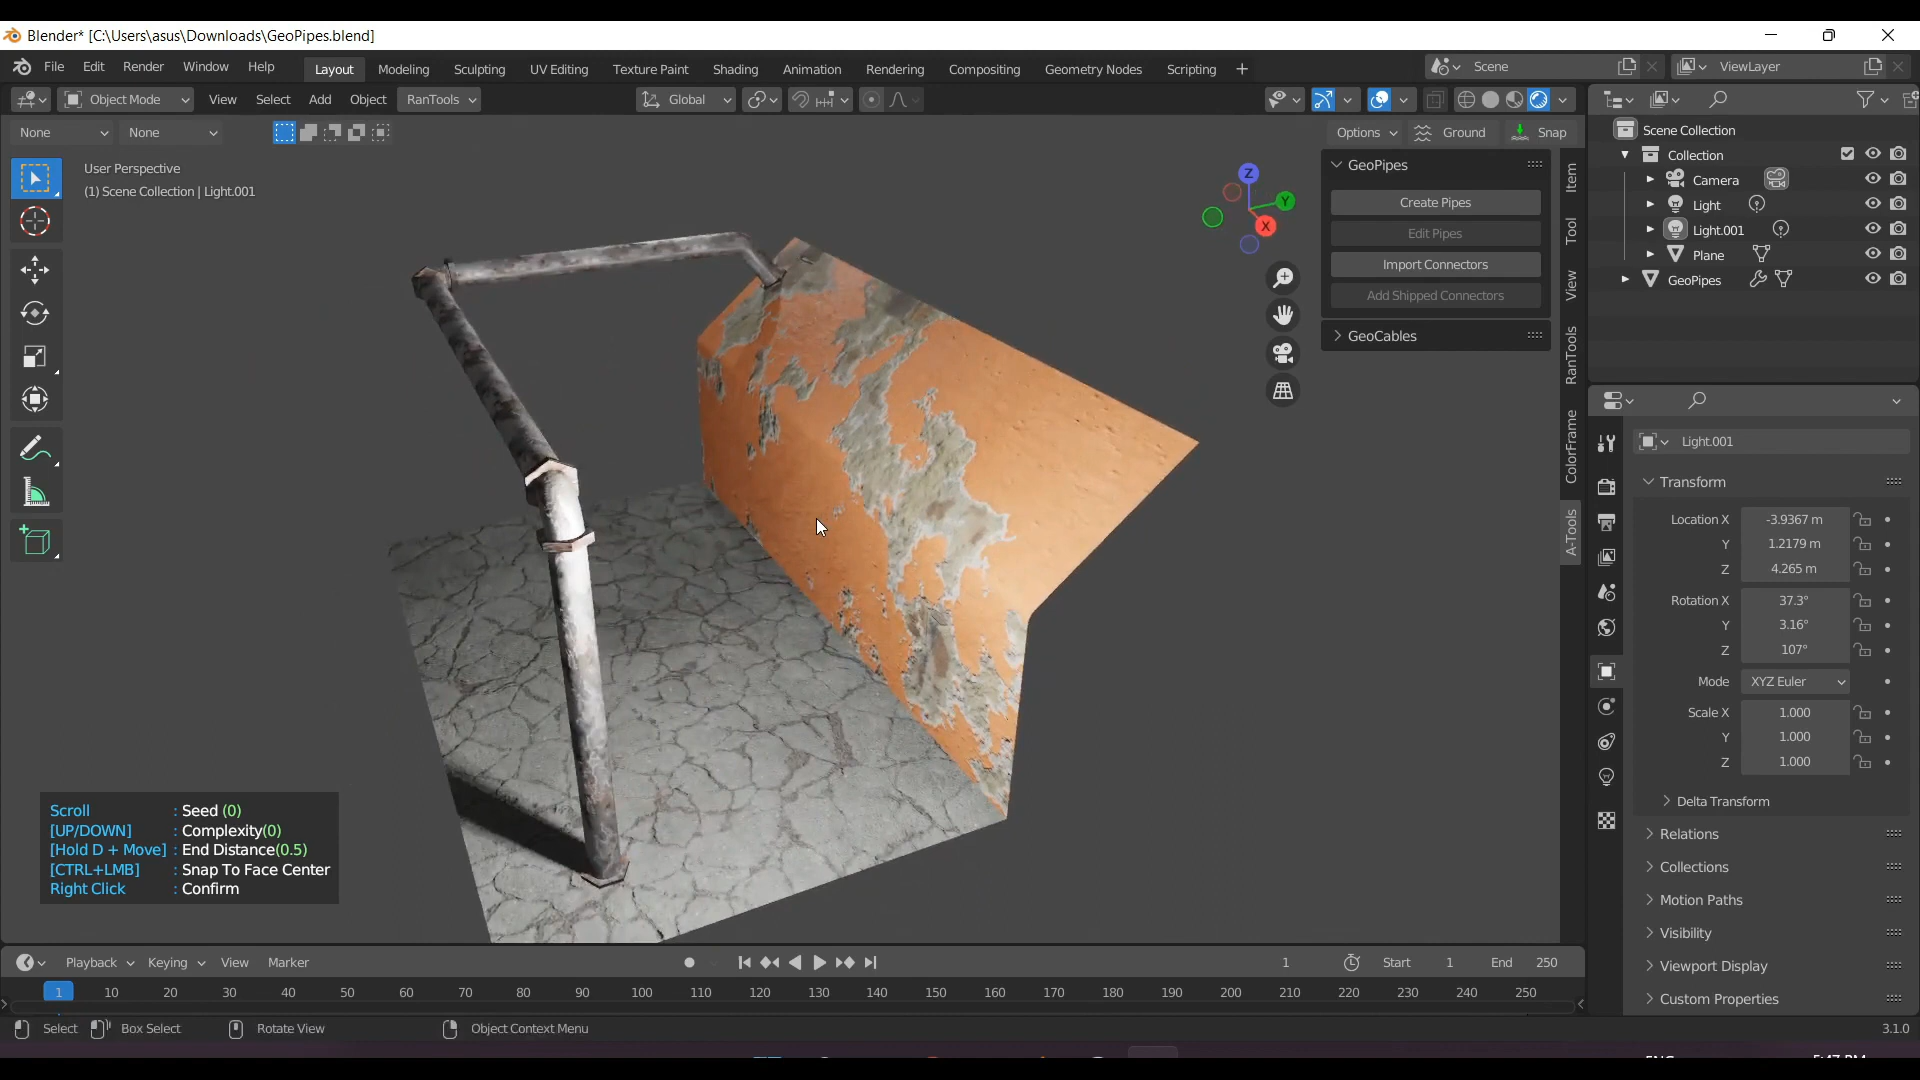 Blender* [C:\Users\asus\Downloads\GeoPipes.blend]
File Edit Render Window Help Layout Modeling Sculpting UV Editing Texture Paint Shading Animation Rendering Compositing Geometry Nodes Scripting + Scene ViewLayer
Object Mode View Select Add Object RanTools Global
None None Options Ground Snap
User Perspective
(1) Scene Collection | Light.001
Z
Y
X
GeoPipes
Create Pipes
Edit Pipes
Import Connectors
Add Shipped Connectors
GeoCables
Item
Tool
View
RanTools
ColorFrame
A-Tools
Scene Collection
Collection
Camera
Light
Light.001
Plane
GeoPipes
Light.001
Transform
Location X -3.9367 m
Y 1.2179 m
Z 4.265 m
Rotation X 37.3°
Y 3.16°
Z 107°
Mode XYZ Euler
Scale X 1.000
Y 1.000
Z 1.000
Delta Transform
Relations
Collections
Motion Paths
Visibility
Viewport Display
Custom Properties
Scroll : Seed (0)
[UP/DOWN] : Complexity(0)
[Hold D + Move] : End Distance(0.5)
[CTRL+LMB] : Snap To Face Center
Right Click : Confirm
Playback Keying View Marker 1 Start 1 End 250
1 10 20 30 40 50 60 70 80 90 100 110 120 130 140 150 160 170 180 190 200 210 220 230 240 250
Select Box Select Rotate View Object Context Menu 3.1.0